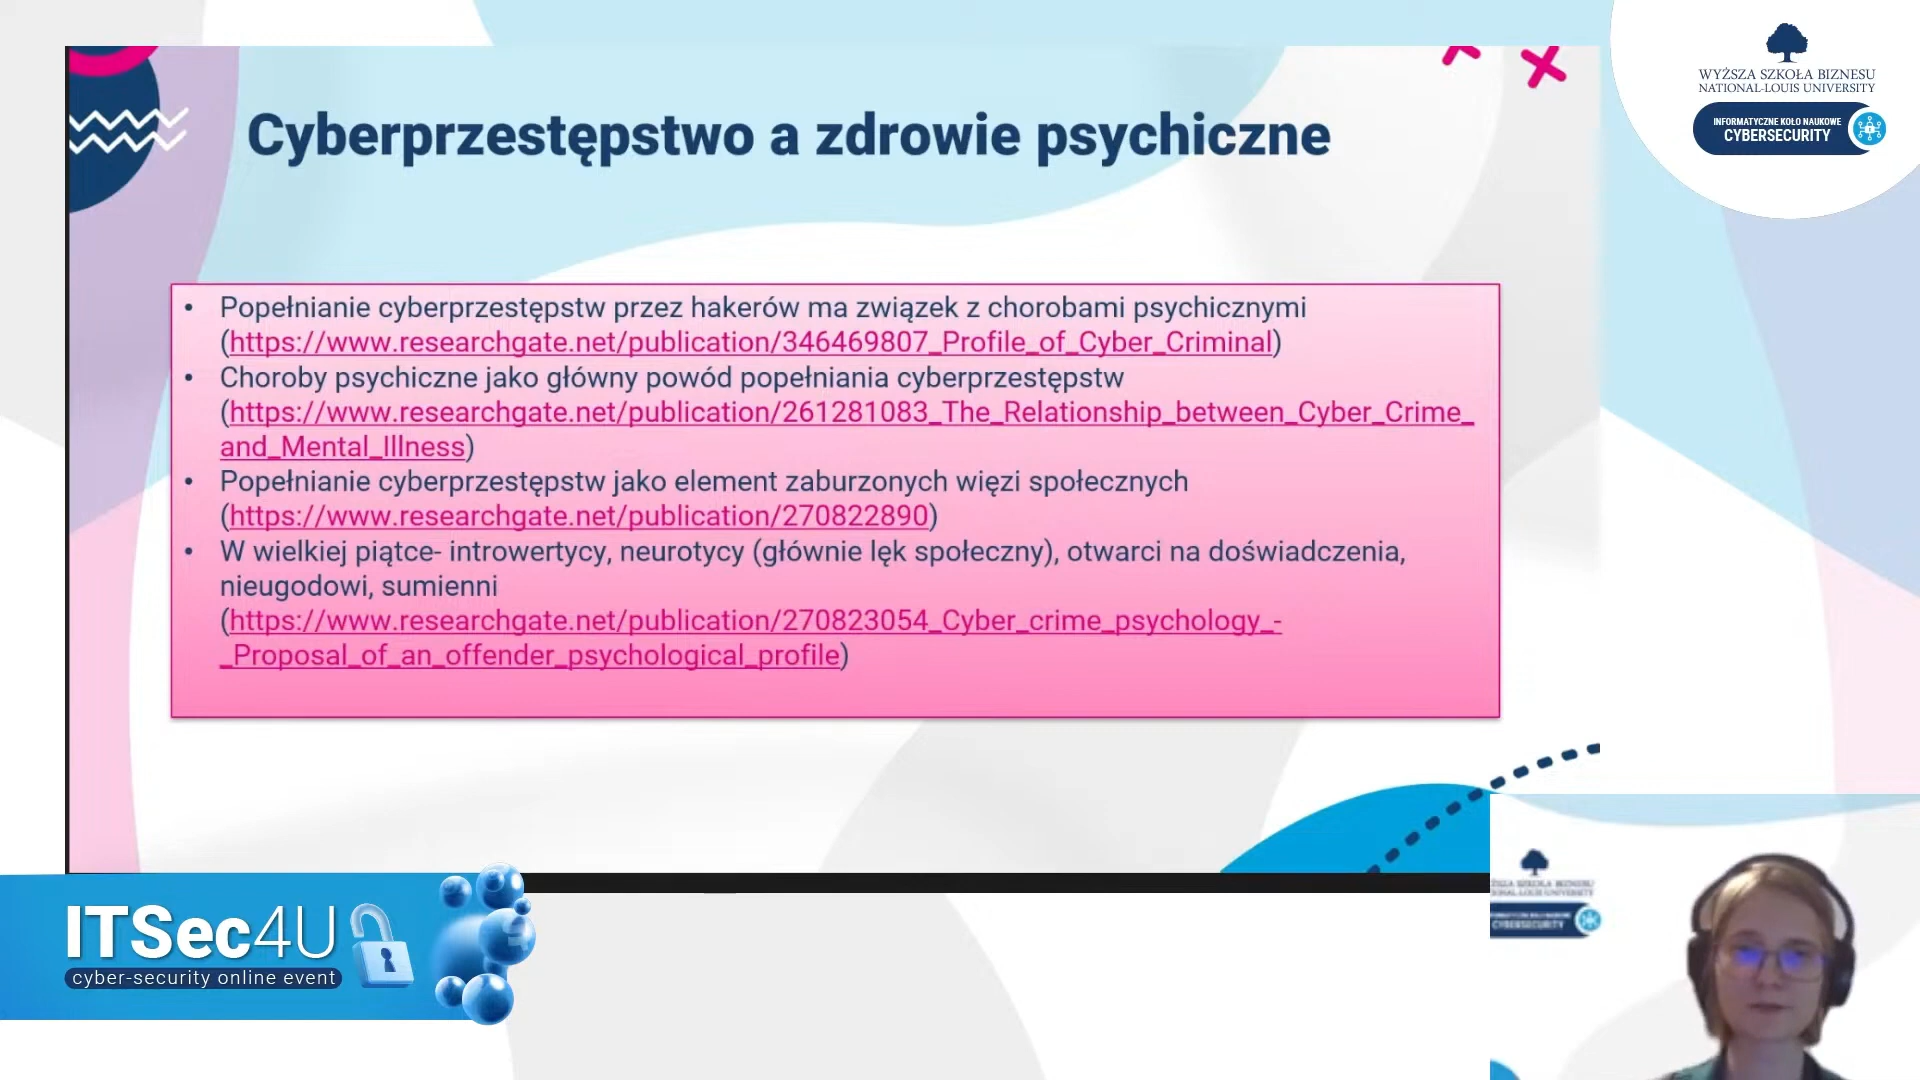 WYŻSZA SZKOŁA BIZNESU
NATIONAL-LOUIS UNIVERSITY
INFORMATYCZNE KOŁO NAUKOWE
CYBERSECURITY
Cyberprzestępstwo a zdrowie psychiczne
• Popełnianie cyberprzestępstw przez hakerów ma związek z chorobami psychicznymi
(https://www.researchgate.net/publication/346469807_Profile_of_Cyber_Criminal)
• Choroby psychiczne jako główny powód popełniania cyberprzestępstw
(https://www.researchgate.net/publication/261281083_The_Relationship_between_Cyber_Crime_
and_Mental_Illness)
• Popełnianie cyberprzestępstw jako element zaburzonych więzi społecznych
(https://www.researchgate.net/publication/270822890)
• W wielkiej piątce- introwertycy, neurotycy (głównie lęk społeczny), otwarci na doświadczenia,
nieugodowi, sumienni
(https://www.researchgate.net/publication/270823054_Cyber_crime_psychology_-
_Proposal_of_an_offender_psychological_profile)
ITSec4U
cyber-security online event
CYBERSECURITY